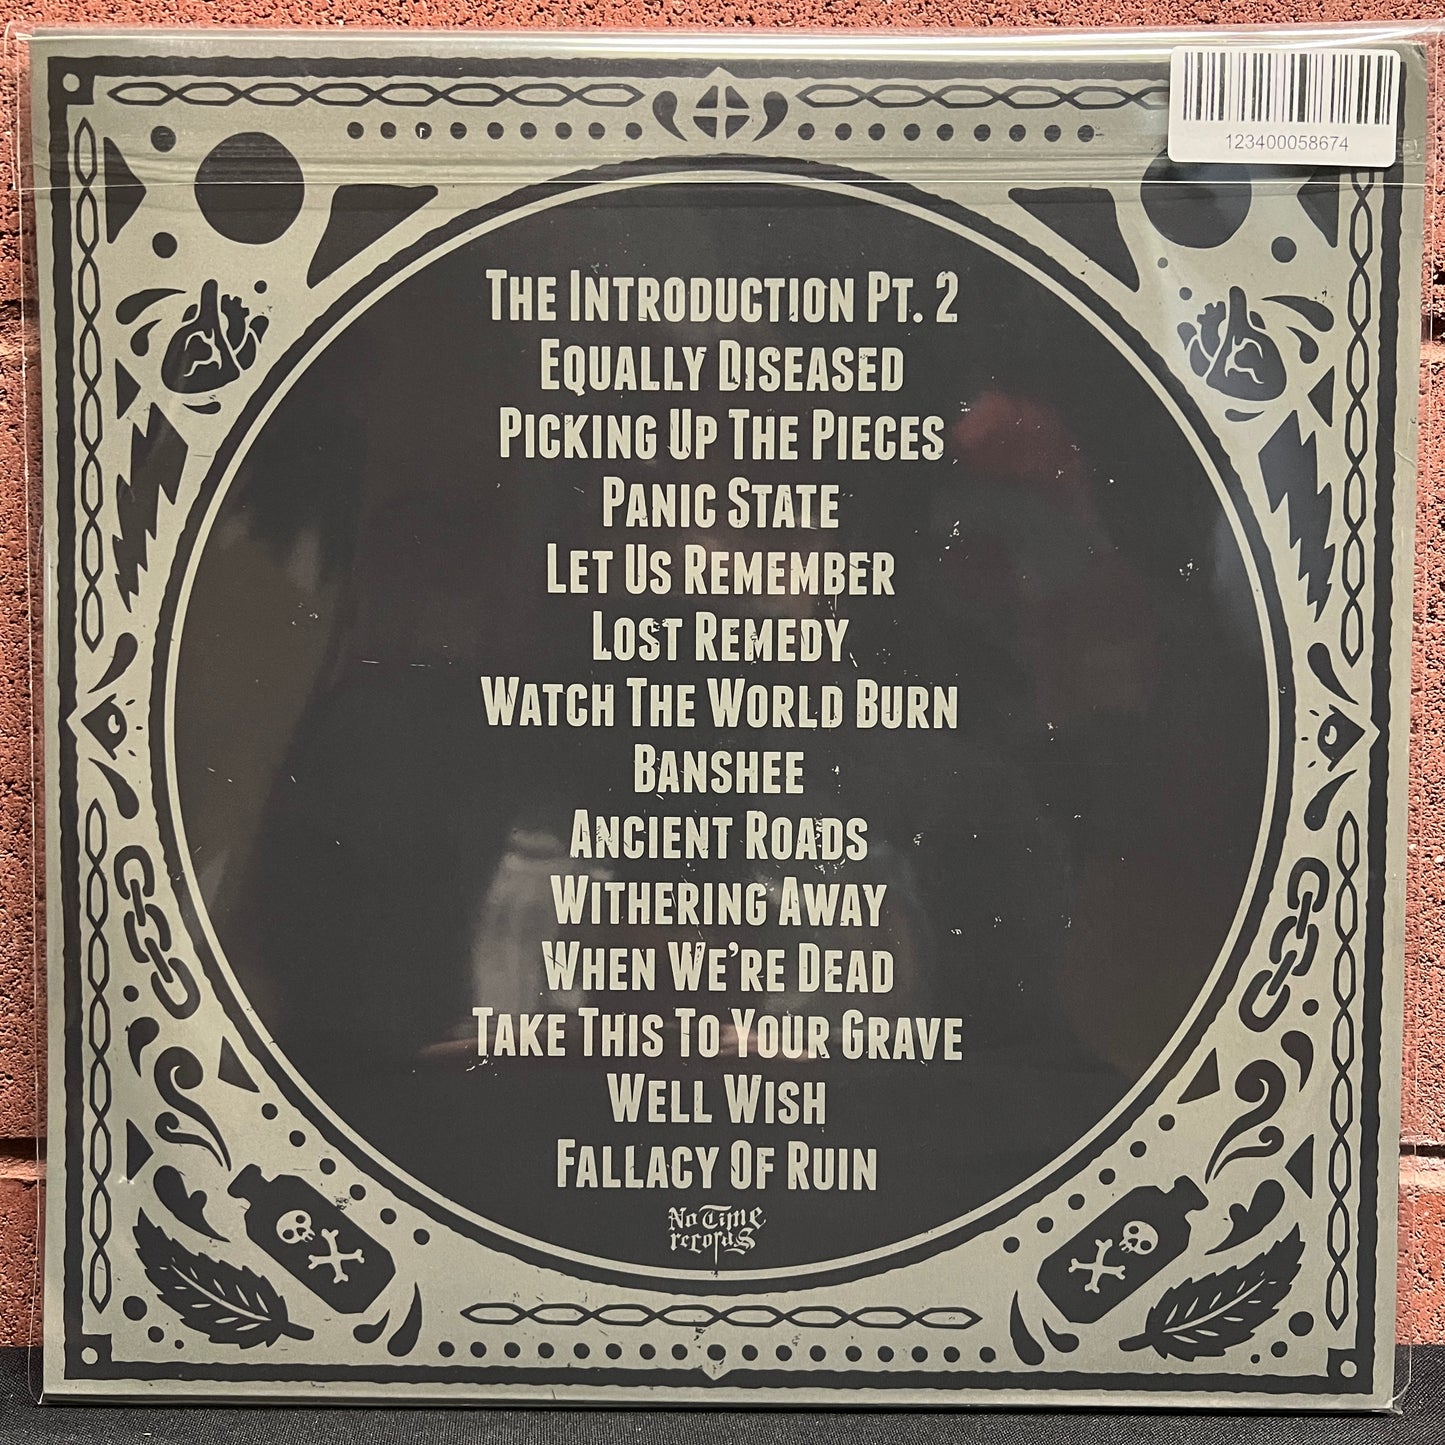 123400058674
The Introduction Pt. 2
Equally Diseased
Picking Up The Pieces
Panic State
Let Us Remember
Lost Remedy
Watch The World Burn
Banshee
Ancient Roads
Withering Away
When We're Dead
Take This To Your Grave
Well Wish
Fallacy Of Ruin
No Time
records